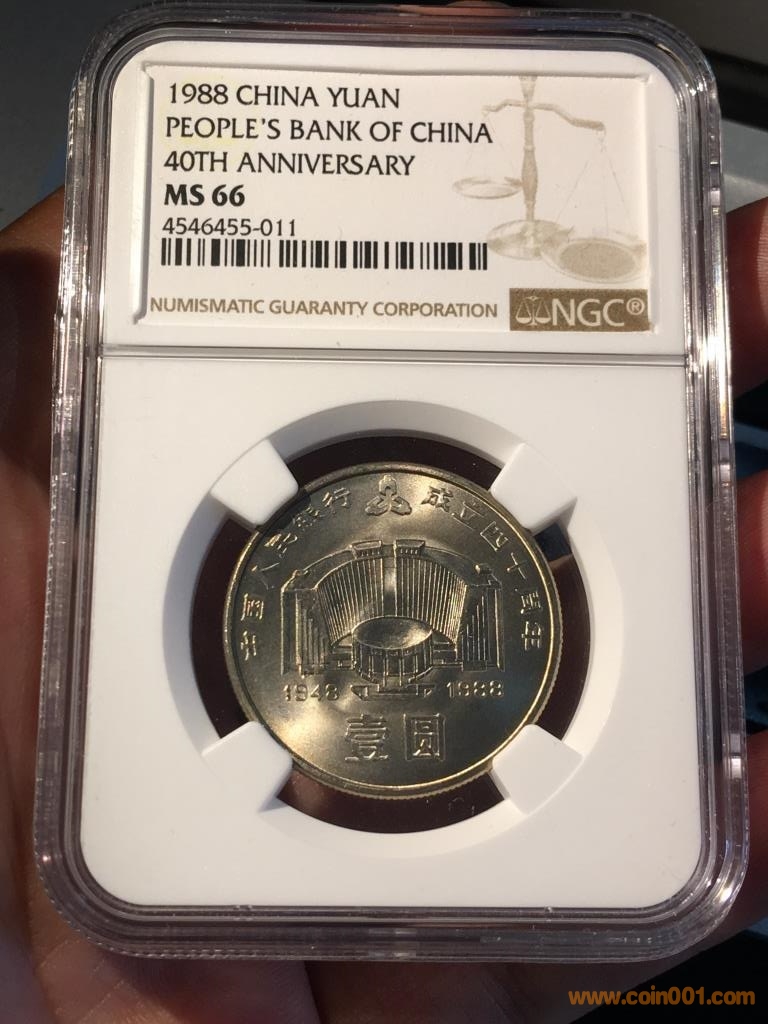 1988 CHINA YUAN
PEOPLE'S BANK OF CHINA
40TH ANNIVERSARY
MS 66
4546455-011
NUMISMATIC GUARANTY CORPORATION
NGC®
中国人民银行 成立四十周年
1948 1988
壹圆
www.coin001.com